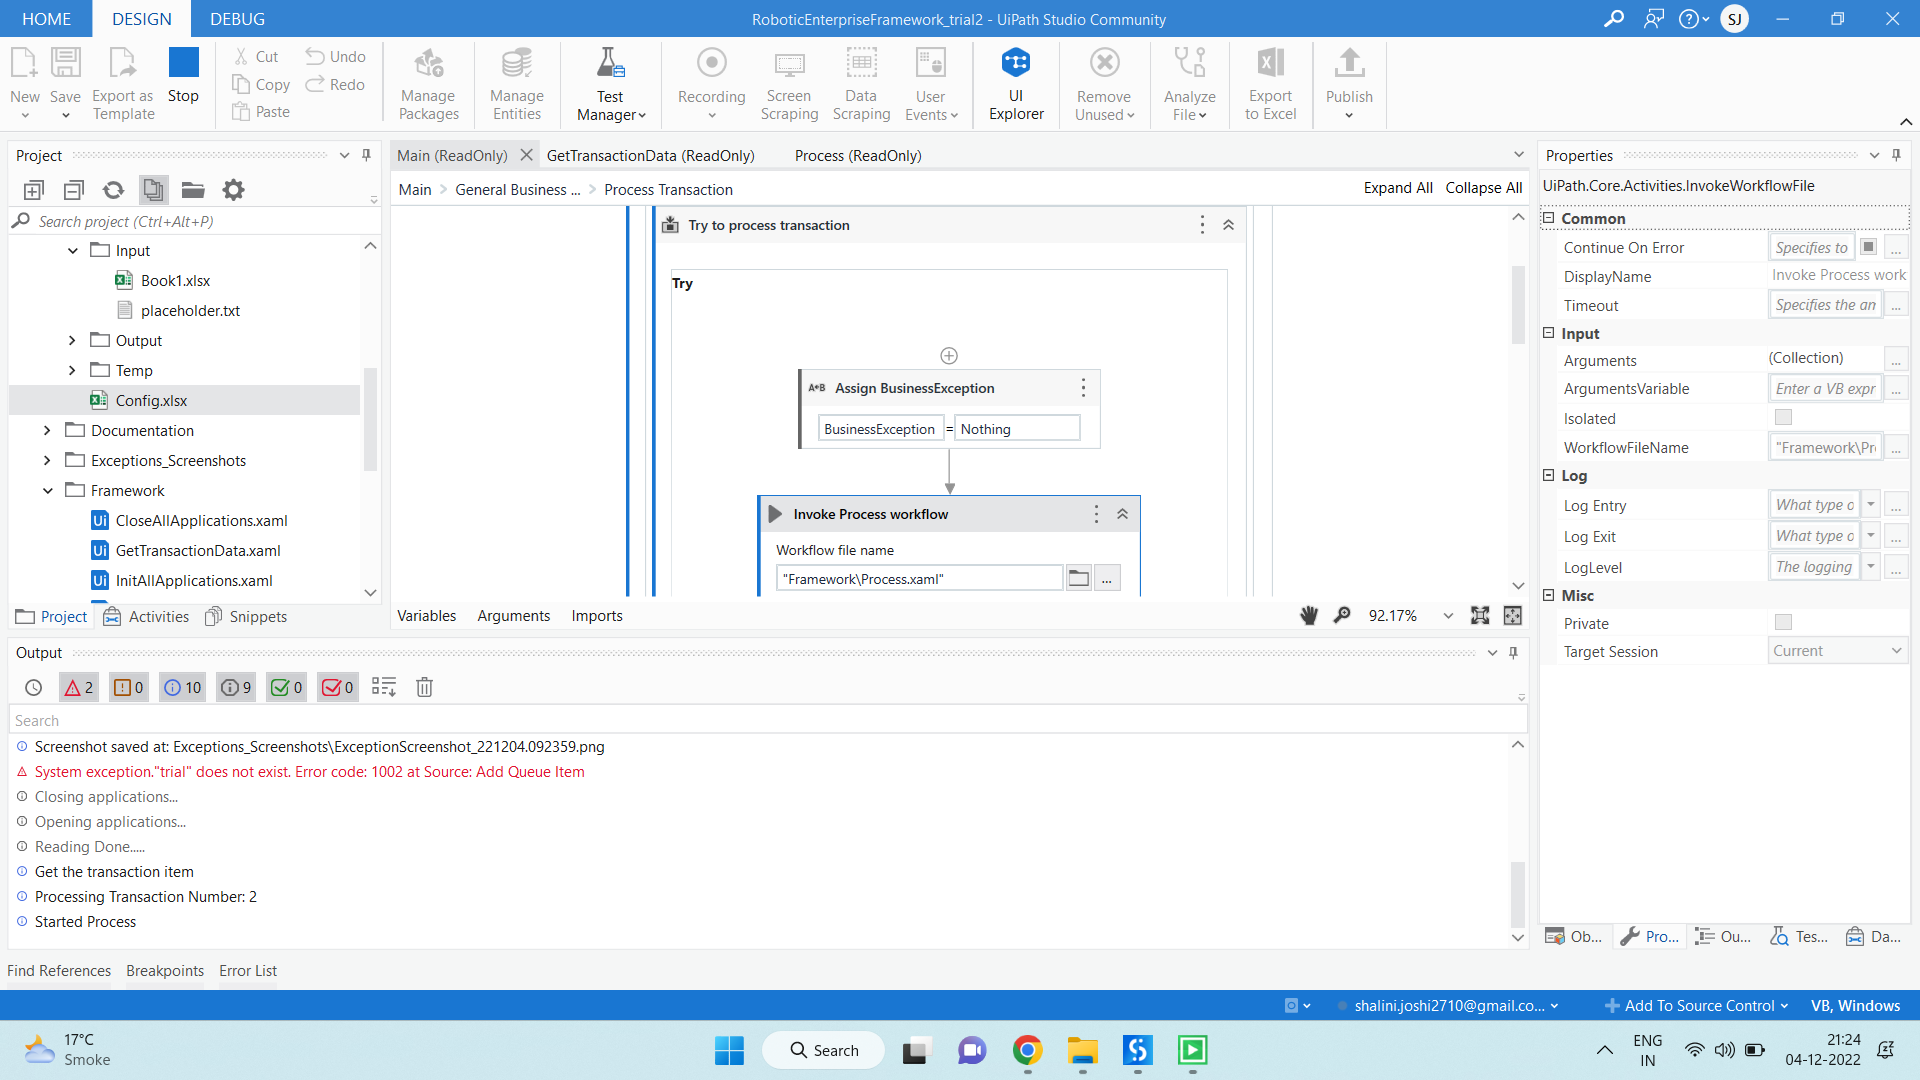 HOME DESIGN DEBUG RoboticEnterpriseFramework_trial2 - UiPath Studio Community SJ
New Save Export as Template Stop Cut Copy Paste Undo Redo Manage Packages Manage Entities Test Manager Recording Screen Scraping Data Scraping User Events UI Explorer Remove Unused Analyze File Export to Excel Publish
Project
Search project (Ctrl+Alt+P)
Input
Book1.xlsx
placeholder.txt
Output
Temp
Config.xlsx
Documentation
Exceptions_Screenshots
Framework
CloseAllApplications.xaml
GetTransactionData.xaml
InitAllApplications.xaml
Project Activities Snippets
Main (ReadOnly) GetTransactionData (ReadOnly) Process (ReadOnly)
Main > General Business ... > Process Transaction Expand All Collapse All
Try to process transaction
Try
A*B Assign BusinessException
BusinessException = Nothing
Invoke Process workflow
Workflow file name
"Framework\Process.xaml" ...
Variables Arguments Imports 92.17%
Properties
UiPath.Core.Activities.InvokeWorkflowFile
Common
Continue On Error Specifies to ...
DisplayName Invoke Process work
Timeout Specifies the an ...
Input
Arguments (Collection) ...
ArgumentsVariable Enter a VB expr ...
Isolated
WorkflowFileName "Framework\Pr ...
Log
Log Entry What type o ...
Log Exit What type o ...
LogLevel The logging ...
Misc
Private
Target Session Current
Ob... Pro... Ou... Tes... Da...
Output
2 0 10 9 0 0
Search
Screenshot saved at: Exceptions_Screenshots\ExceptionScreenshot_221204.092359.png
System exception."trial" does not exist. Error code: 1002 at Source: Add Queue Item
Closing applications...
Opening applications...
Reading Done.....
Get the transaction item
Processing Transaction Number: 2
Started Process
Find References Breakpoints Error List
shalini.joshi2710@gmail.co... Add To Source Control VB, Windows
17°C
Smoke
Search
ENG
IN
21:24
04-12-2022